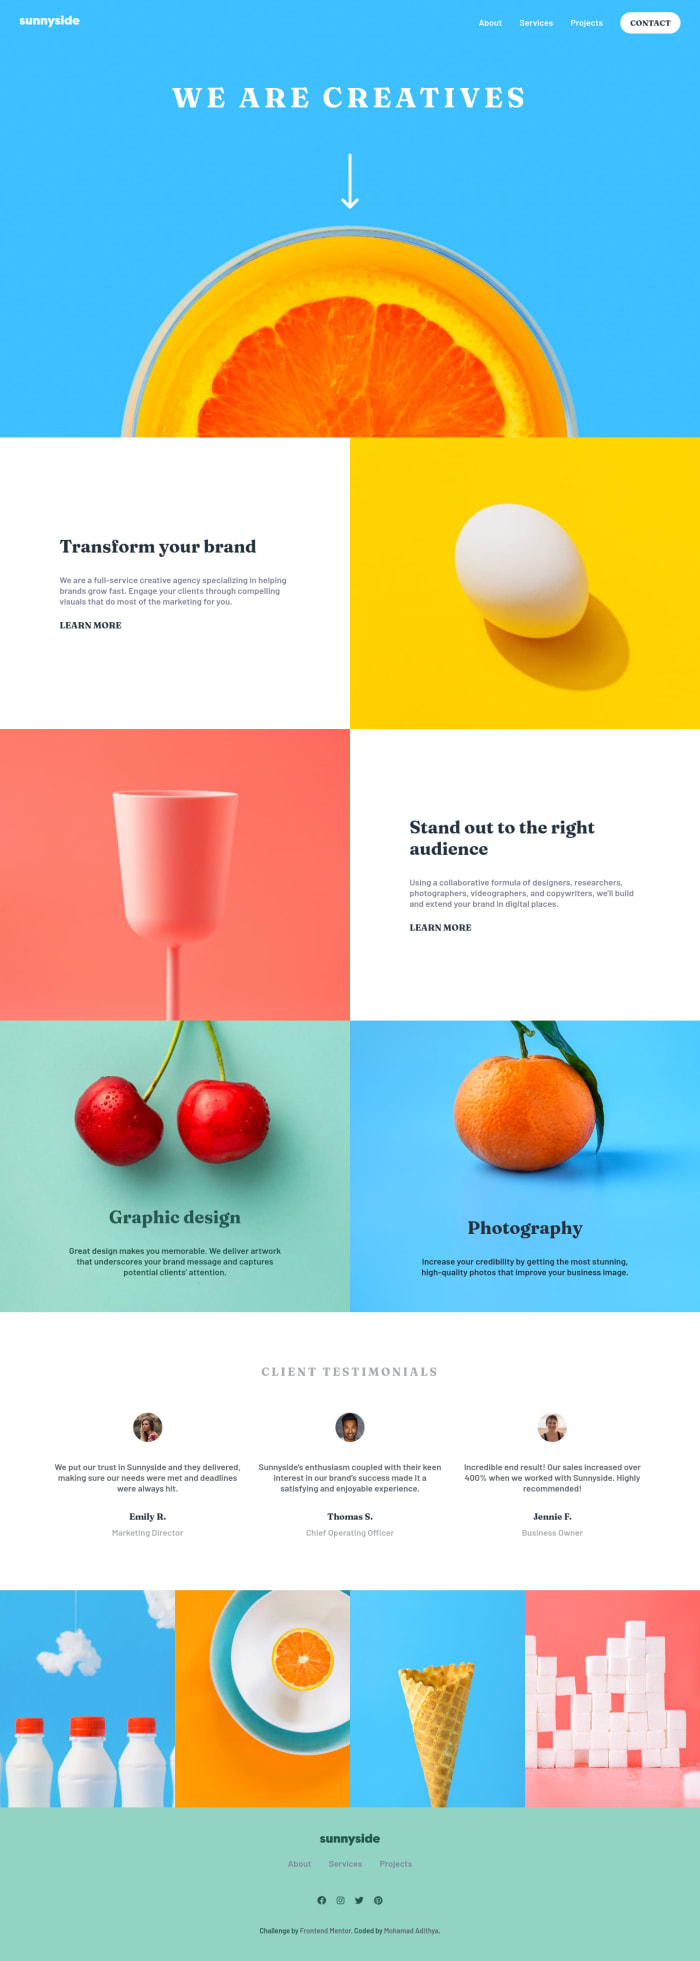 sunnyside
About Services Projects CONTACT
WE ARE CREATIVES
Transform your brand
We are a full-service creative agency specializing in helping
brands grow fast. Engage your clients through compelling
visuals that do most of the marketing for you.
LEARN MORE
Stand out to the right
audience
Using a collaborative formula of designers, researchers,
photographers, videographers, and copywriters, we'll build
and extend your brand in digital places.
LEARN MORE
Graphic design
Great design makes you memorable. We deliver artwork
that underscores your brand message and captures
potential clients' attention.
Photography
Increase your credibility by getting the most stunning,
high-quality photos that improve your business image.
CLIENT TESTIMONIALS
We put our trust in Sunnyside and they delivered,
making sure our needs were met and deadlines
were always hit.
Emily R.
Marketing Director
Sunnyside's enthusiasm coupled with their keen
interest in our brand's success made it a
satisfying and enjoyable experience.
Thomas S.
Chief Operating Officer
Incredible end result! Our sales increased over
400% when we worked with Sunnyside. Highly
recommended!
Jennie F.
Business Owner
sunnyside
About Services Projects
Challenge by Frontend Mentor. Coded by Mohamad Adithya.